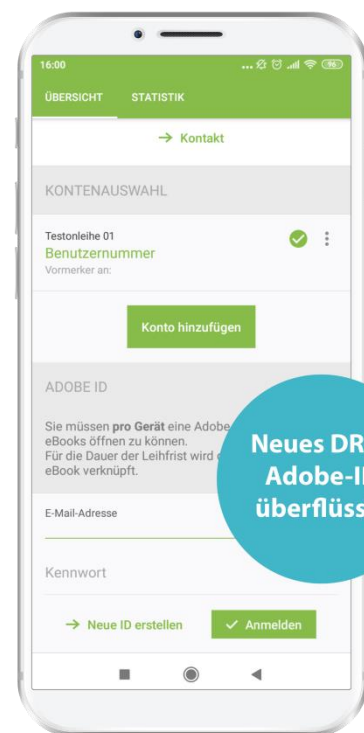 16:00 ... 96
ÜBERSICHT STATISTIK
→ Kontakt
KONTENAUSWAHL
Testonleihe 01
Benutzernummer
Vormerker an:
Konto hinzufügen
ADOBE ID
Sie müssen pro Gerät eine Adobe
eBooks öffnen zu können.
Für die Dauer der Leihfrist wird
eBook verknüpft.
Neues DR
Adobe-I
überflüss
E-Mail-Adresse
Kennwort
→ Neue ID erstellen
✓ Anmelden